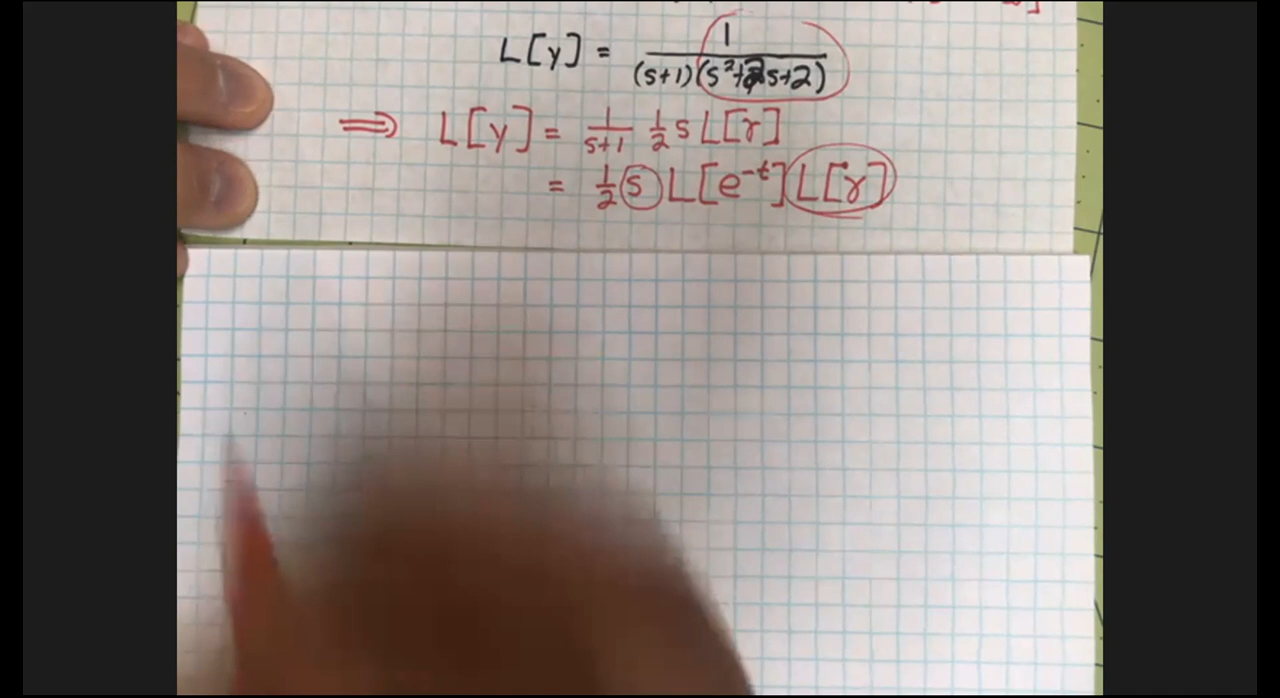 L[y] = 1 / (s+1)(s²+2s+2)
⟹ L[y] = 1/(s+1) 1/2 s L[γ]
= 1/2 s L[e^{-t}] L[γ]